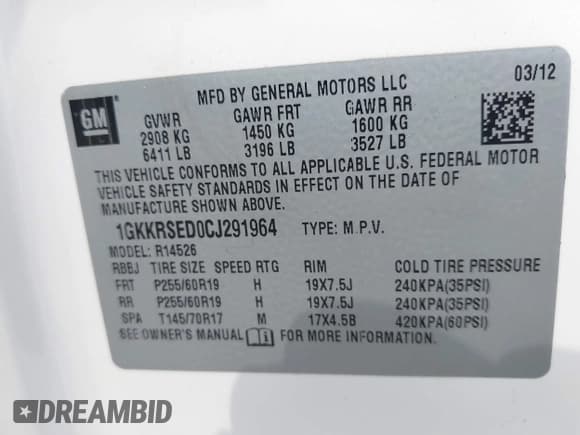 GM
MFD BY GENERAL MOTORS LLC 03/12
GVWR GAWR FRT GAWR RR
2908 KG 1450 KG 1600 KG
6411 LB 3196 LB 3527 LB
THIS VEHICLE CONFORMS TO ALL APPLICABLE U.S. FEDERAL MOTOR
VEHICLE SAFETY STANDARDS IN EFFECT ON THE DATE OF
MANUFACTURE SHOWN ABOVE.
1GKKRSED0CJ291964 TYPE: M.P.V.
MODEL: R14526
RBBJ TIRE SIZE SPEED RTG RIM COLD TIRE PRESSURE
FRT P255/60R19 H 19X7.5J 240KPA(35PSI)
RR P255/60R19 H 19X7.5J 240KPA(35PSI)
SPA T145/70R17 M 17X4.5B 420KPA(60PSI)
SEE OWNER'S MANUAL FOR MORE INFORMATION.
DREAMBID